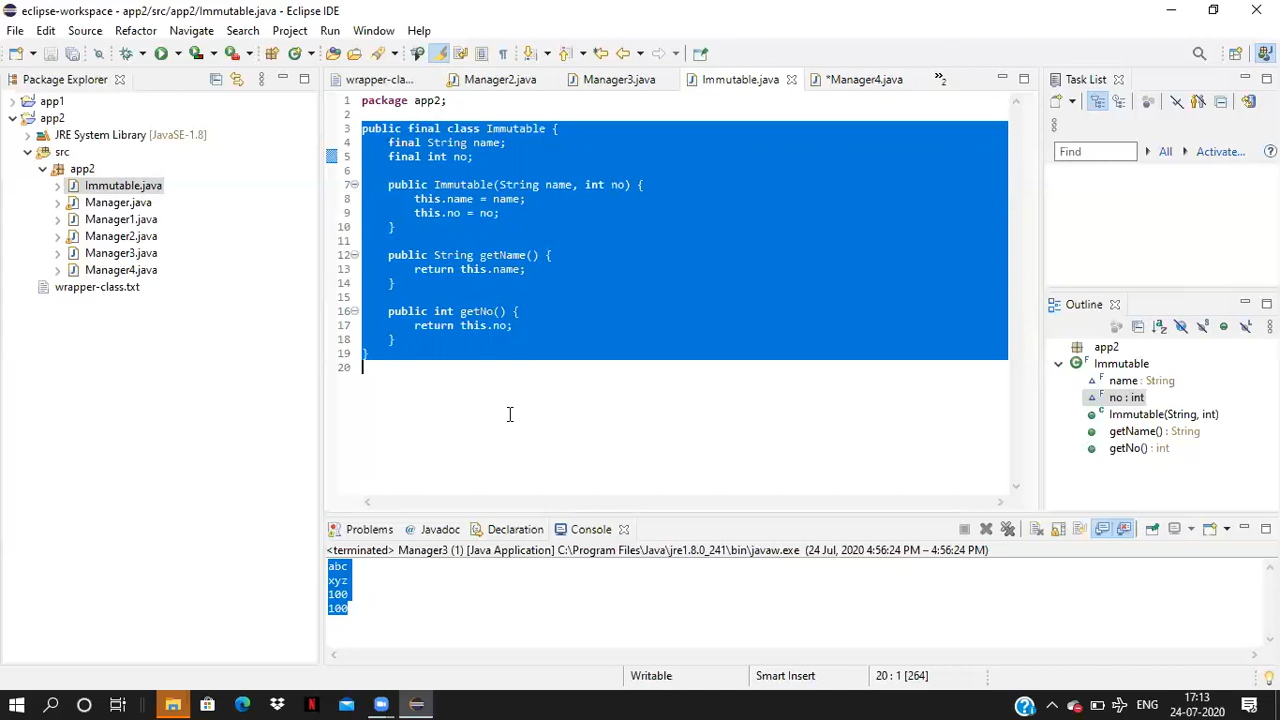 eclipse-workspace - app2/src/app2/Immutable.java - Eclipse IDE
File Edit Source Refactor Navigate Search Project Run Window Help
Package Explorer
app1
app2
JRE System Library [JavaSE-1.8]
src
app2
Immutable.java
Manager.java
Manager1.java
Manager2.java
Manager3.java
Manager4.java
wrapper-class.txt
wrapper-cla... Manager2.java Manager3.java Immutable.java *Manager4.java »2
1 package app2;
2
3 public final class Immutable {
4 final String name;
5 final int no;
6
7 public Immutable(String name, int no) {
8 this.name = name;
9 this.no = no;
10 }
11
12 public String getName() {
13 return this.name;
14 }
15
16 public int getNo() {
17 return this.no;
18 }
19 }
20
Task List
Find All Activate...
Outline
app2
Immutable
name : String
no : int
Immutable(String, int)
getName() : String
getNo() : int
Problems @ Javadoc Declaration Console
<terminated> Manager3 (1) [Java Application] C:\Program Files\Java\jre1.8.0_241\bin\javaw.exe (24 Jul, 2020 4:56:24 PM – 4:56:24 PM)
abc
xyz
100
100
Writable Smart Insert 20 : 1 [264]
ENG 17:13
24-07-2020